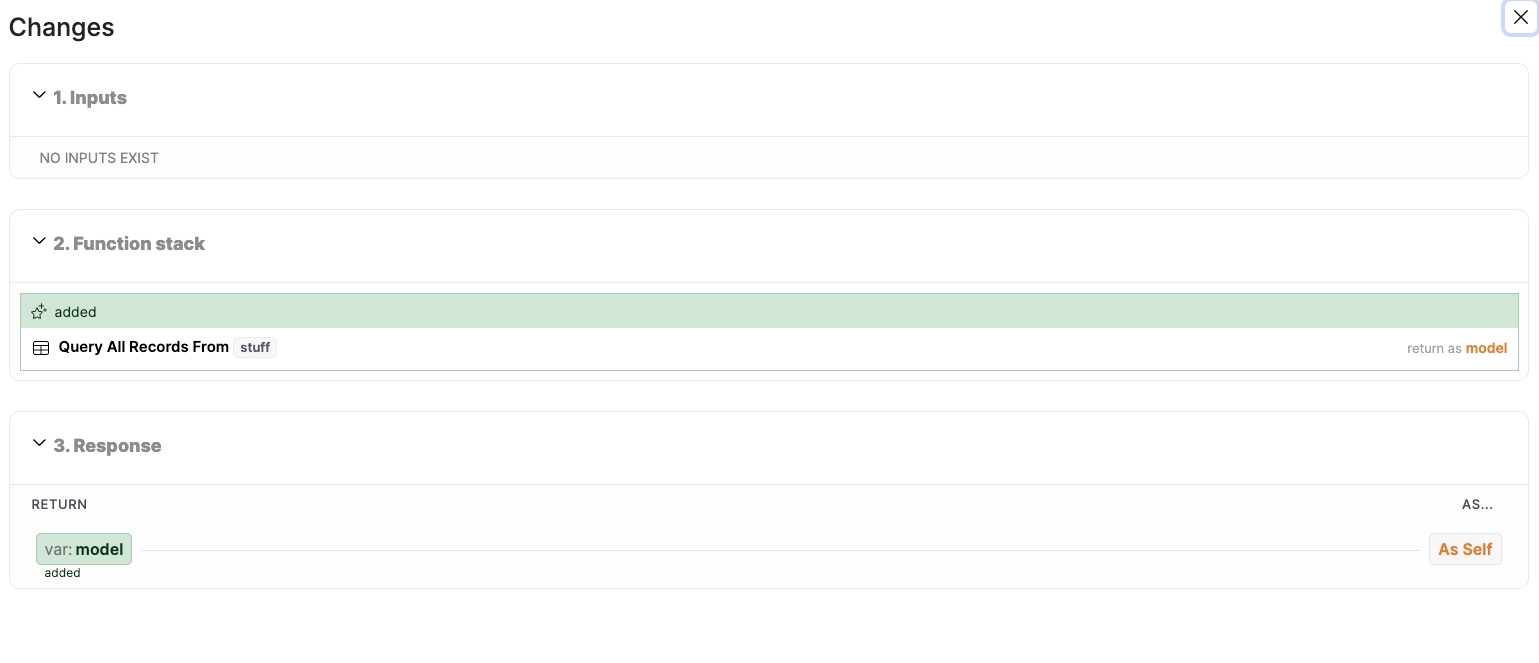 Changes
1. Inputs
NO INPUTS EXIST
2. Function stack
added
Query All Records From stuff return as model
3. Response
RETURN AS...
var: model As Self
added